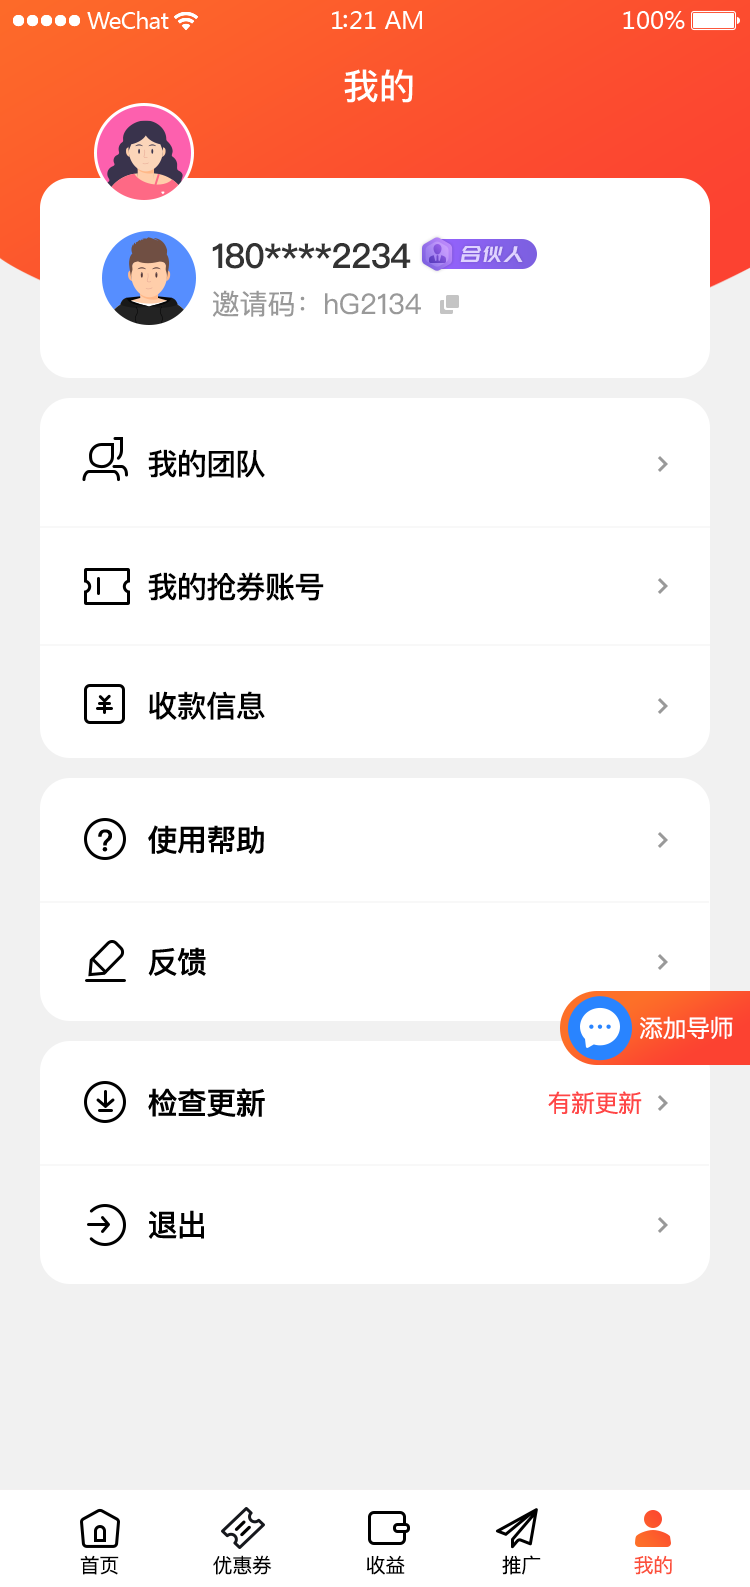 WeChat 1:21 AM 100%
我的
180****2234 合伙人
邀请码：hG2134
我的团队
我的抢券账号
收款信息
使用帮助
反馈
添加导师
检查更新 有新更新
退出
首页 优惠券 收益 推广 我的